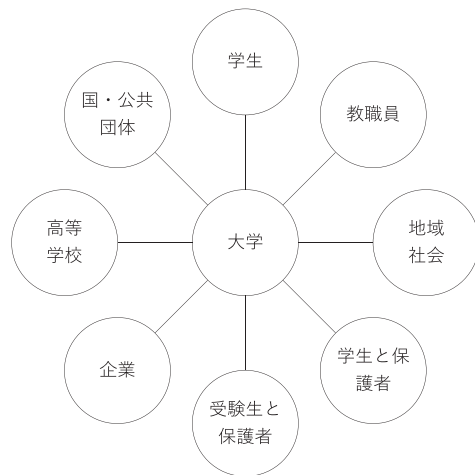 学生
国・公共
団体
教職員
高等
学校
大学
地域
社会
企業
学生と保
護者
受験生と
保護者